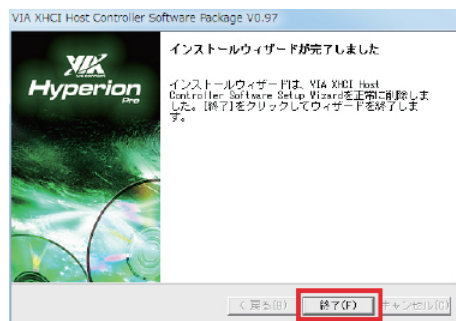 VIA XHCI Host Controller Software Package V0.97
VIA
Hyperion
Pro
インストールウィザードが完了しました
インストールウィザードは、VIA XHCI Host
Controller Software Setup Wizardを正常に削除しま
した。[終了]をクリックしてウィザードを終了しま
す。
< 戻る(B)
終了(F)
キャンセル(C)